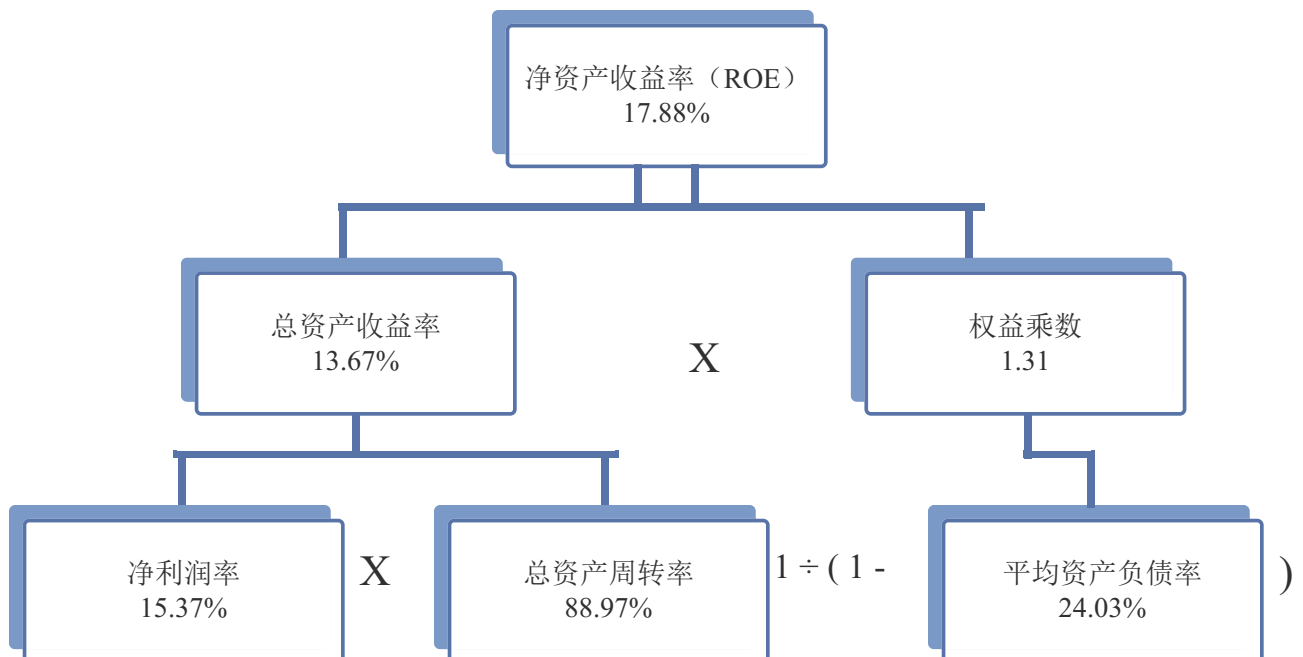 净资产收益率（ROE）
17.88%
总资产收益率
13.67%
X
权益乘数
1.31
净利润率
15.37%
X
总资产周转率
88.97%
1 ÷ ( 1 -
平均资产负债率
24.03%
)